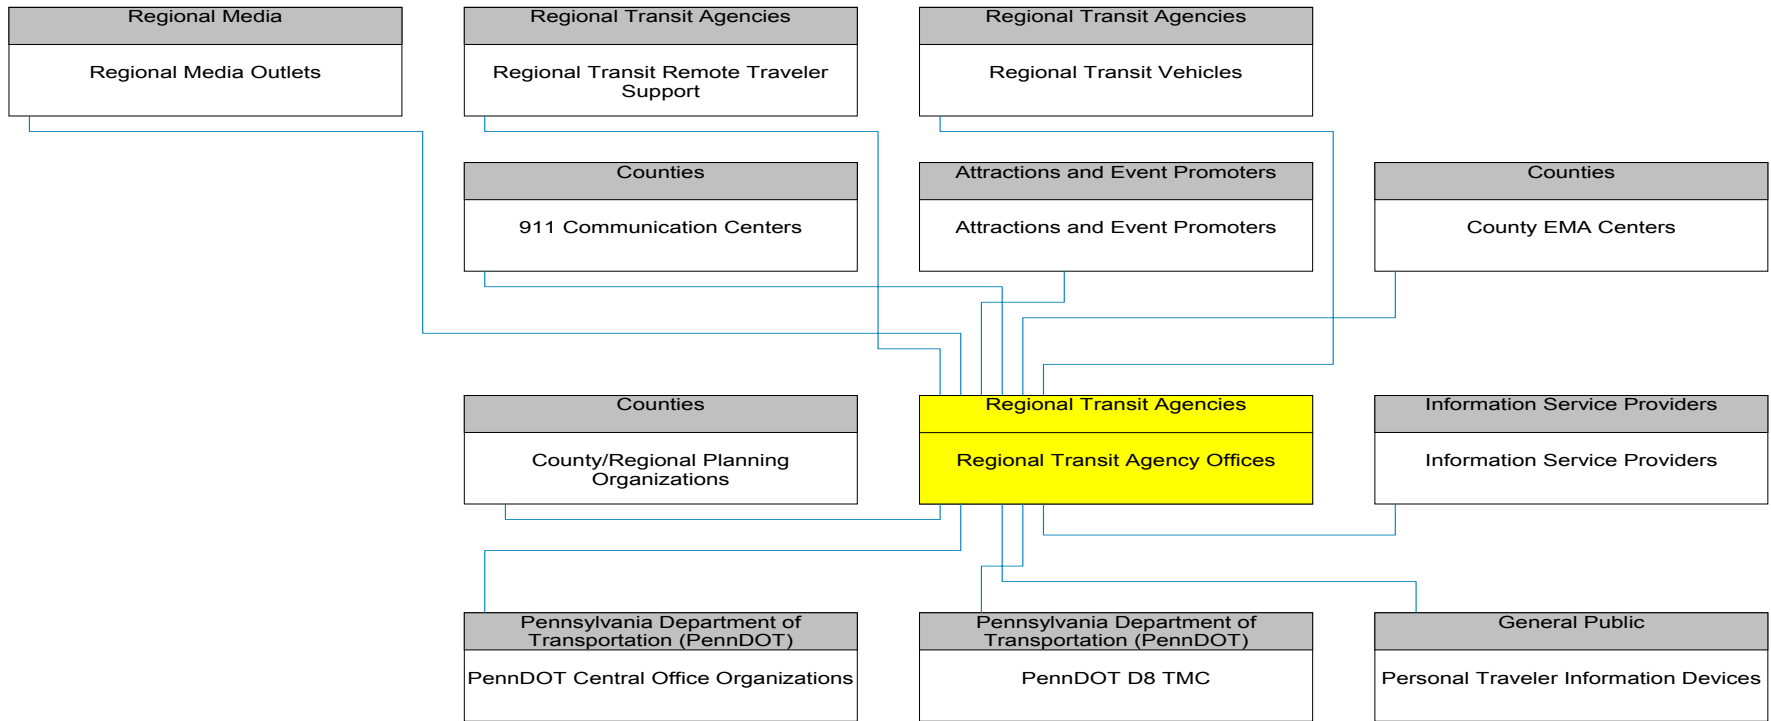 Regional Media
Regional Media Outlets
Regional Transit Agencies
Regional Transit Remote Traveler
Support
Regional Transit Agencies
Regional Transit Vehicles
Counties
911 Communication Centers
Attractions and Event Promoters
Attractions and Event Promoters
Counties
County EMA Centers
Counties
County/Regional Planning
Organizations
Regional Transit Agencies
Regional Transit Agency Offices
Information Service Providers
Information Service Providers
Pennsylvania Department of
Transportation (PennDOT)
PennDOT Central Office Organizations
Pennsylvania Department of
Transportation (PennDOT)
PennDOT D8 TMC
General Public
Personal Traveler Information Devices